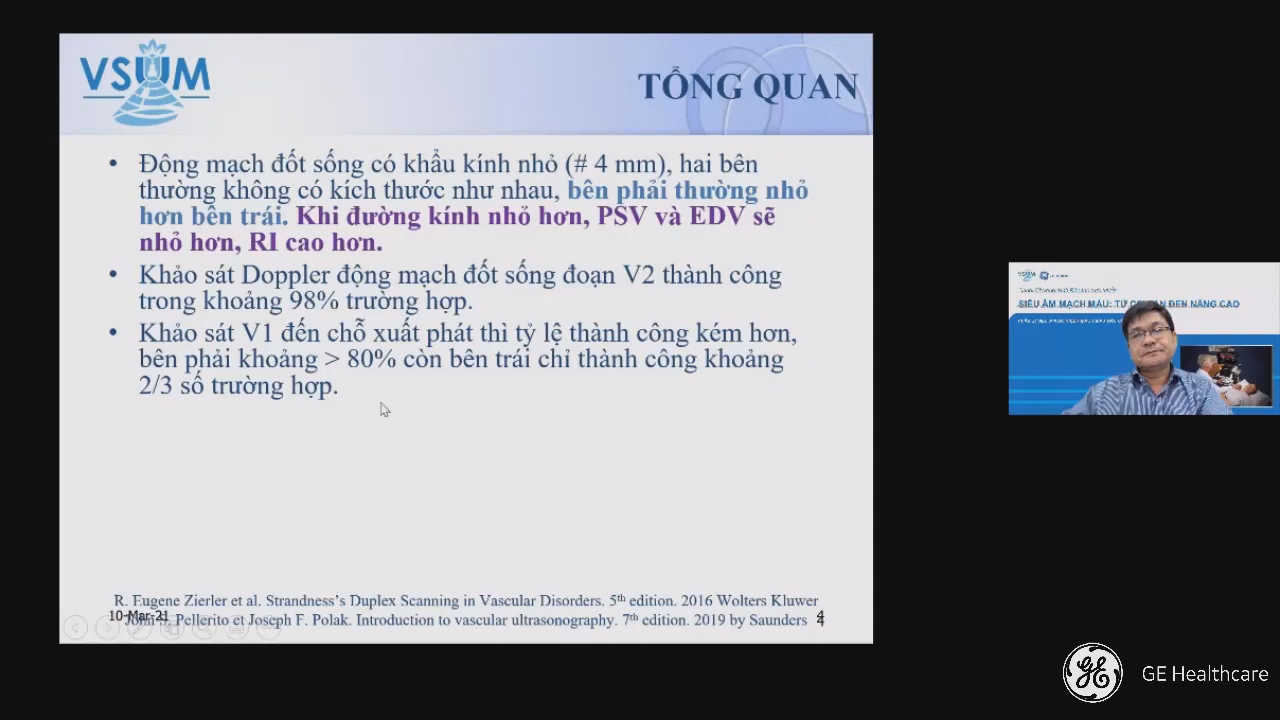 VSUM
TỔNG QUAN
• Động mạch đốt sống có khẩu kính nhỏ (# 4 mm), hai bên
thường không có kích thước như nhau, bên phải thường nhỏ
hơn bên trái. Khi đường kính nhỏ hơn, PSV và EDV sẽ
nhỏ hơn, RI cao hơn.
• Khảo sát Doppler động mạch đốt sống đoạn V2 thành công
trong khoảng 98% trường hợp.
• Khảo sát V1 đến chỗ xuất phát thì tỷ lệ thành công kém hơn,
bên phải khoảng > 80% còn bên trái chỉ thành công khoảng
2/3 số trường hợp.
R. Eugene Zierler et al. Strandness's Duplex Scanning in Vascular Disorders. 5th edition. 2016 Wolters Kluwer
10-Mar-21
Pellerito et Joseph F. Polak. Introduction to vascular ultrasonography. 7th edition. 2019 by Saunders
4
SIÊU ÂM MẠCH MÁU: TỪ ĐẾN NÂNG CAO
GE Healthcare